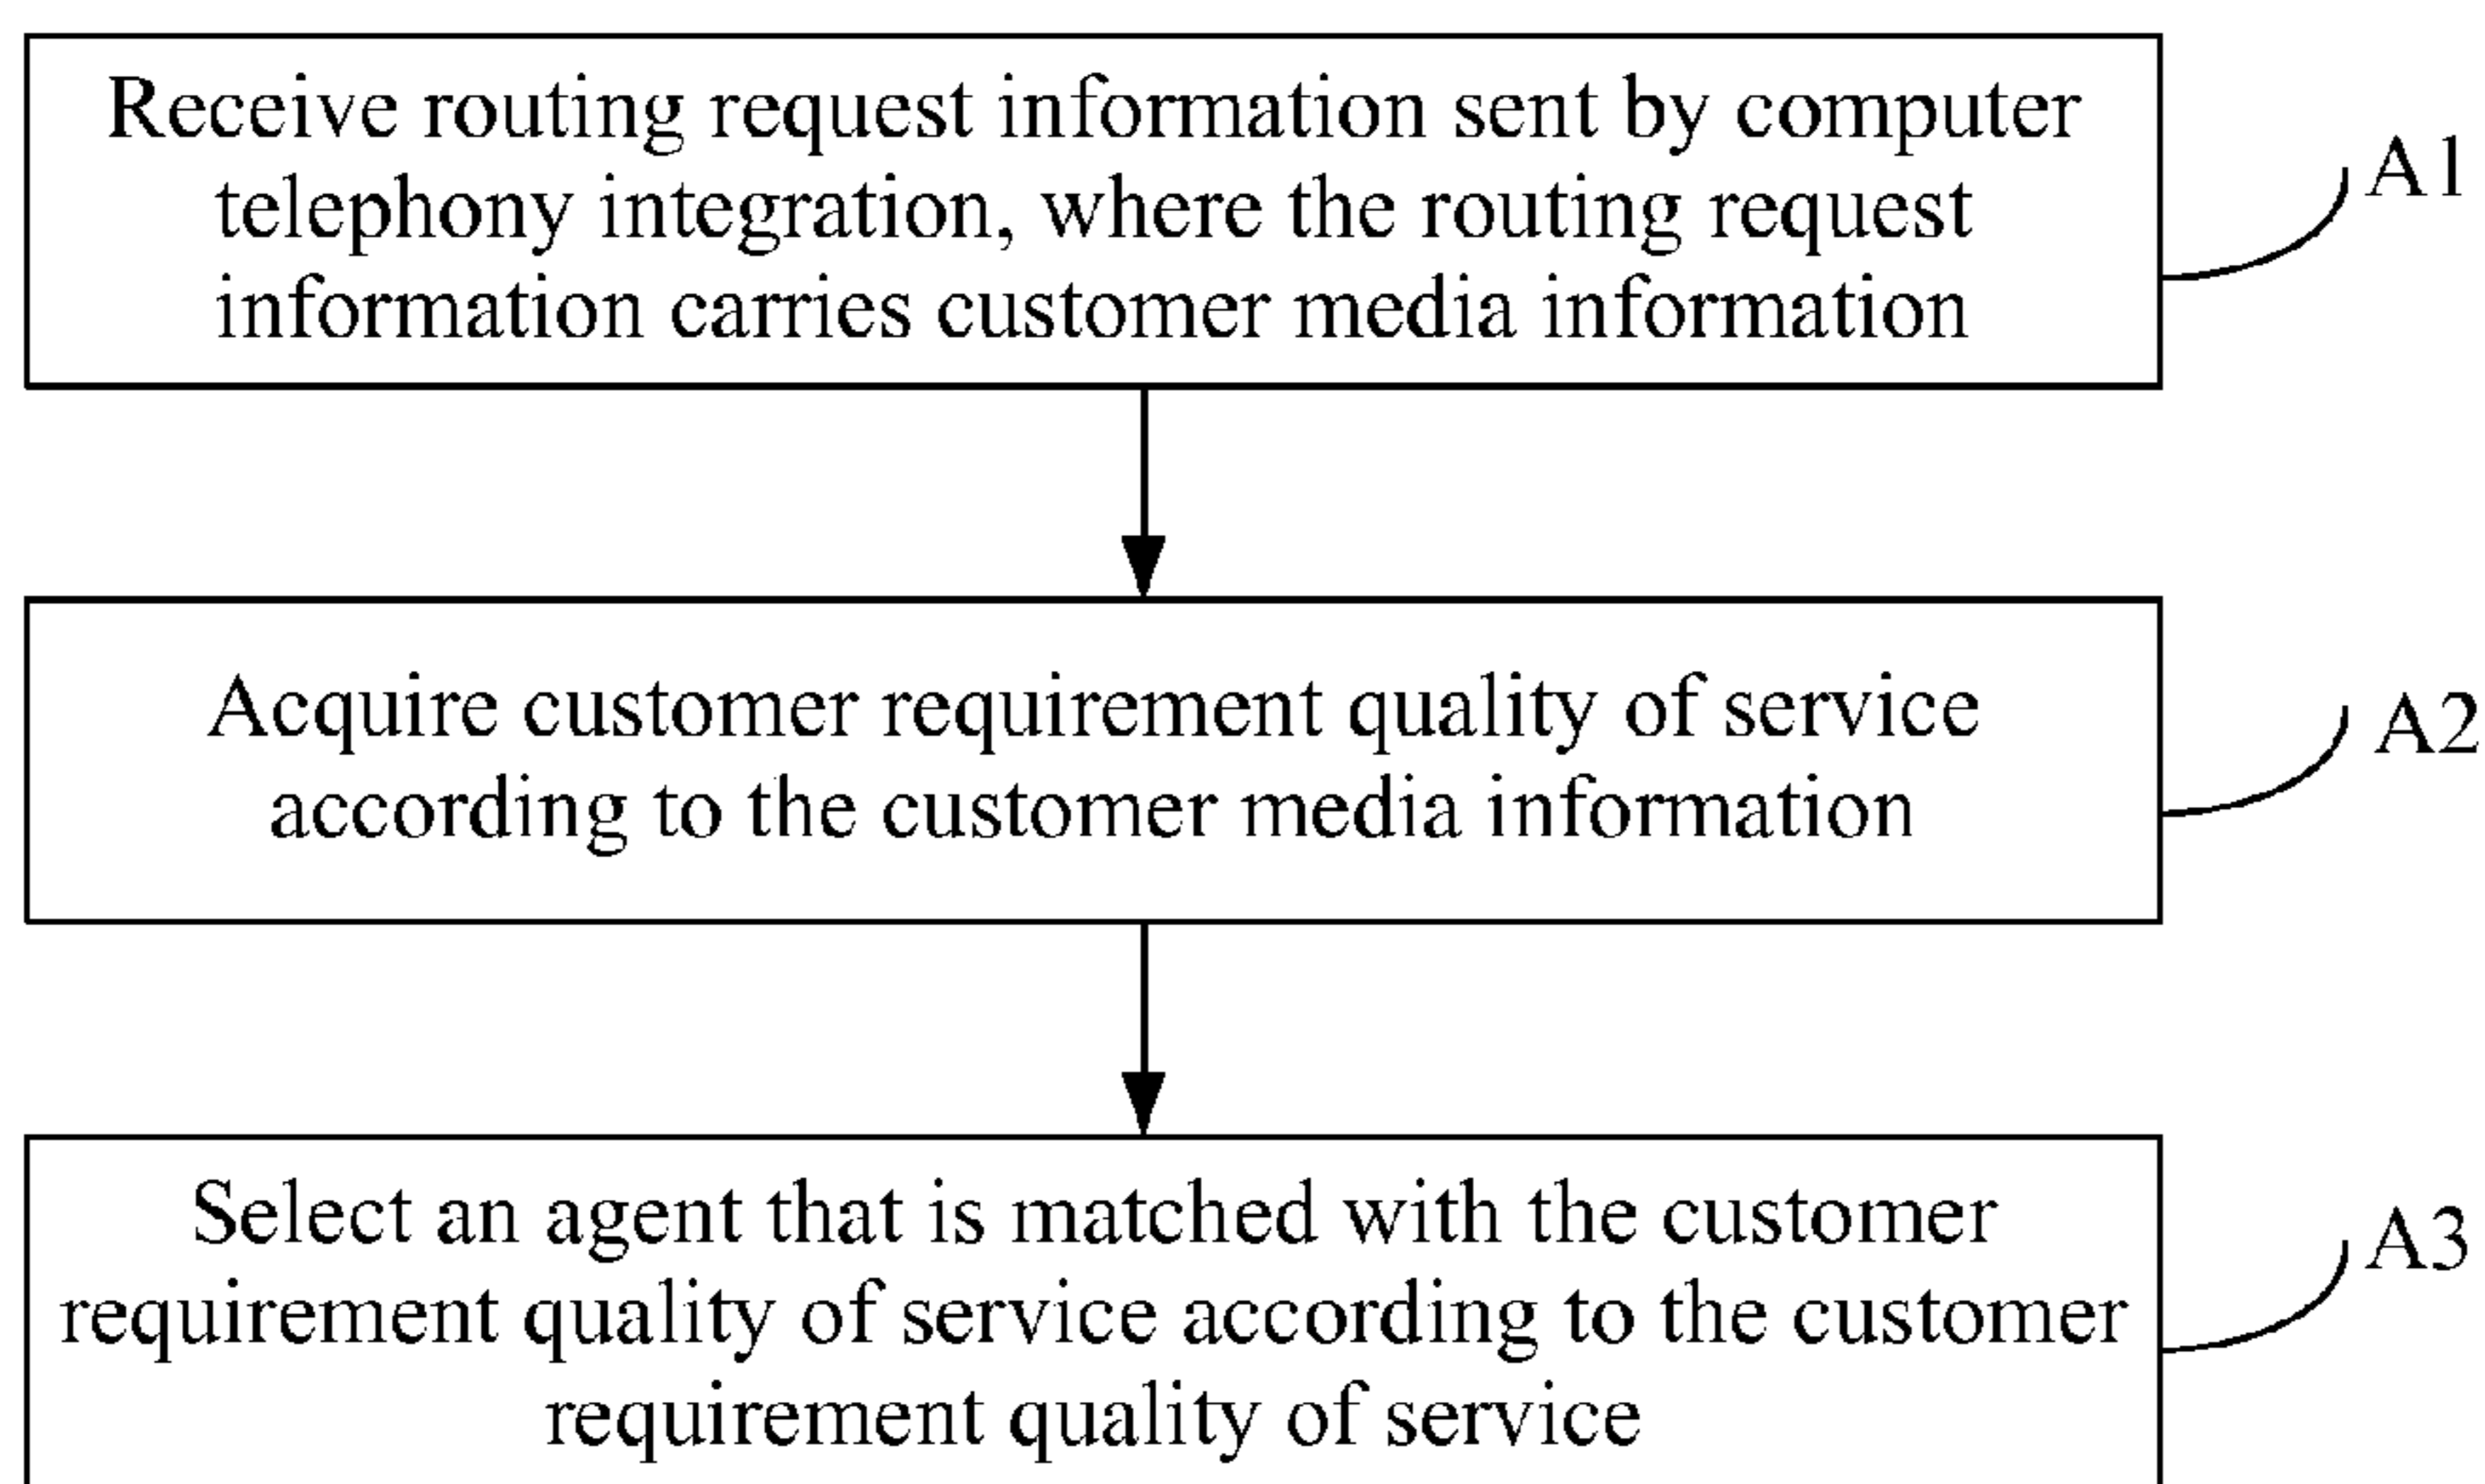 Receive routing request information sent by computer
telephony integration, where the routing request
information carries customer media information
A1
Acquire customer requirement quality of service
according to the customer media information
A2
Select an agent that is matched with the customer
requirement quality of service according to the customer
requirement quality of service
A3